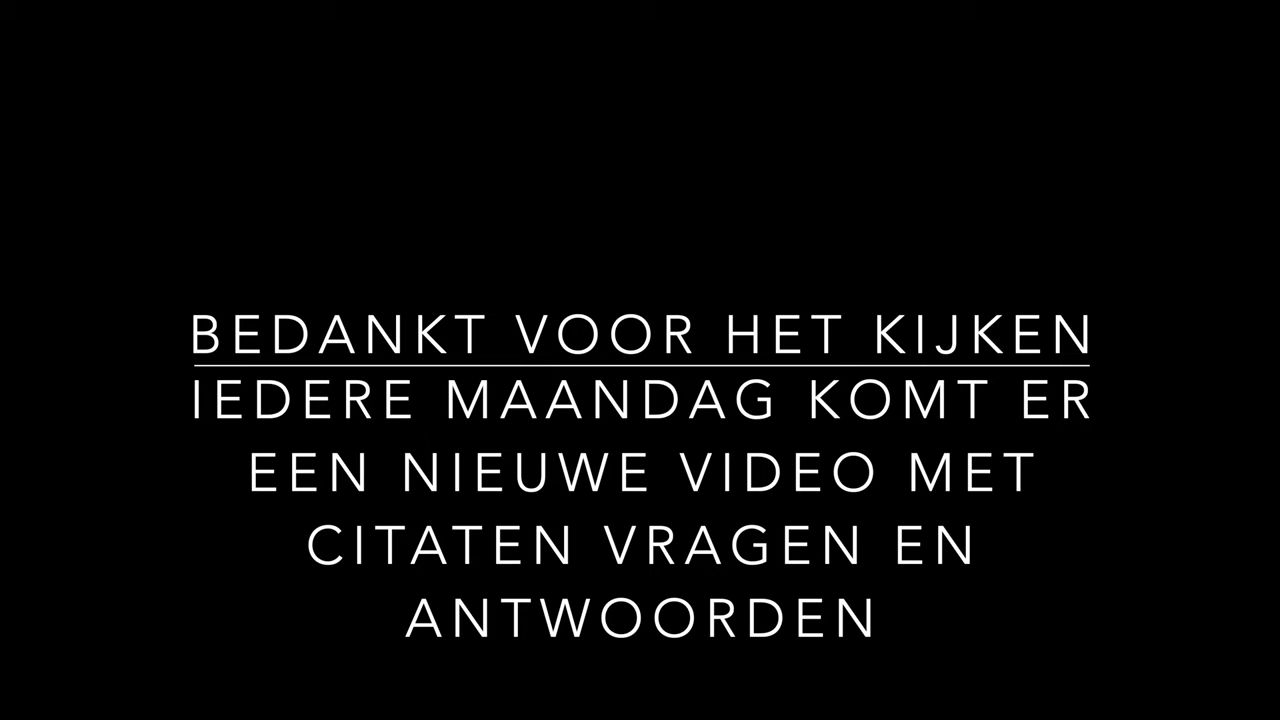 BEDANKT VOOR HET KIJKEN
IEDERE MAANDAG KOMT ER
EEN NIEUWE VIDEO MET
CITATEN VRAGEN EN
ANTWOORDEN